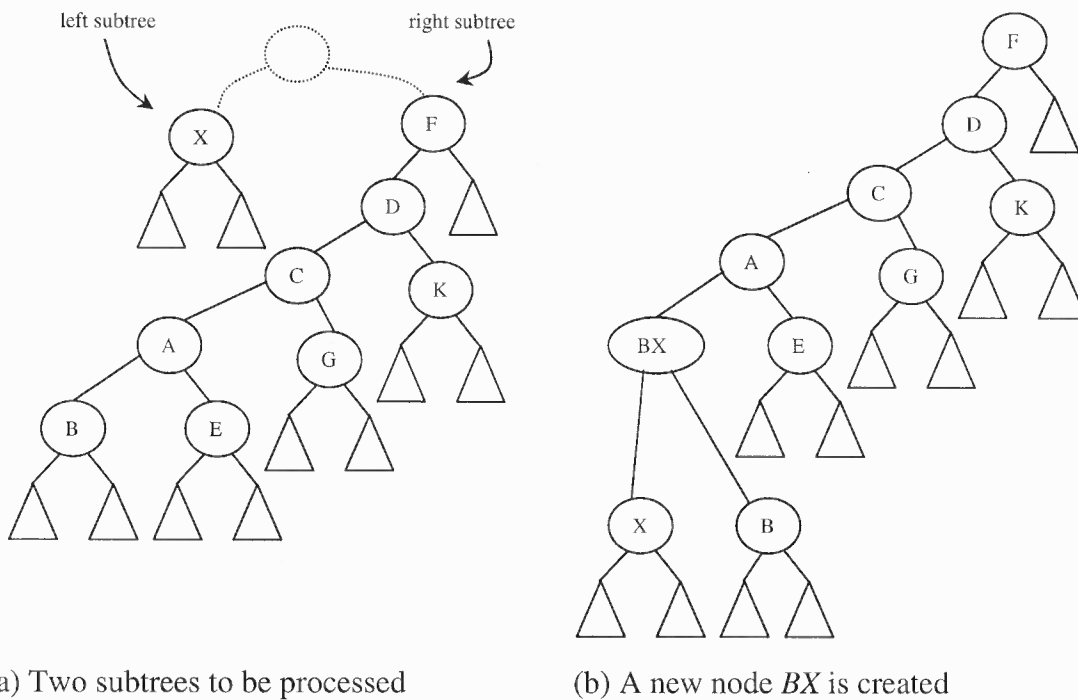 left subtree
right subtree
X
F
D
C
K
A
G
B
E
a) Two subtrees to be processed
F
D
C
K
A
G
BX
E
X
B
(b) A new node BX is created